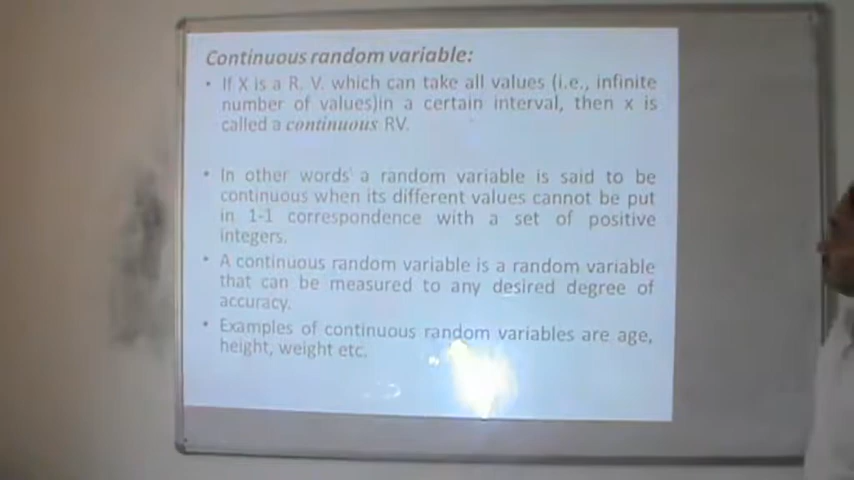 Continuous random variable:
• If X is a R. V. which can take all values (i.e., infinite
number of values)in a certain interval, then x is
called a continuous RV.
• In other words a random variable is said to be
continuous when its different values cannot be put
in 1-1 correspondence with a set of positive
integers.
• A continuous random variable is a random variable
that can be measured to any desired degree of
accuracy.
• Examples of continuous random variables are age,
height, weight etc.